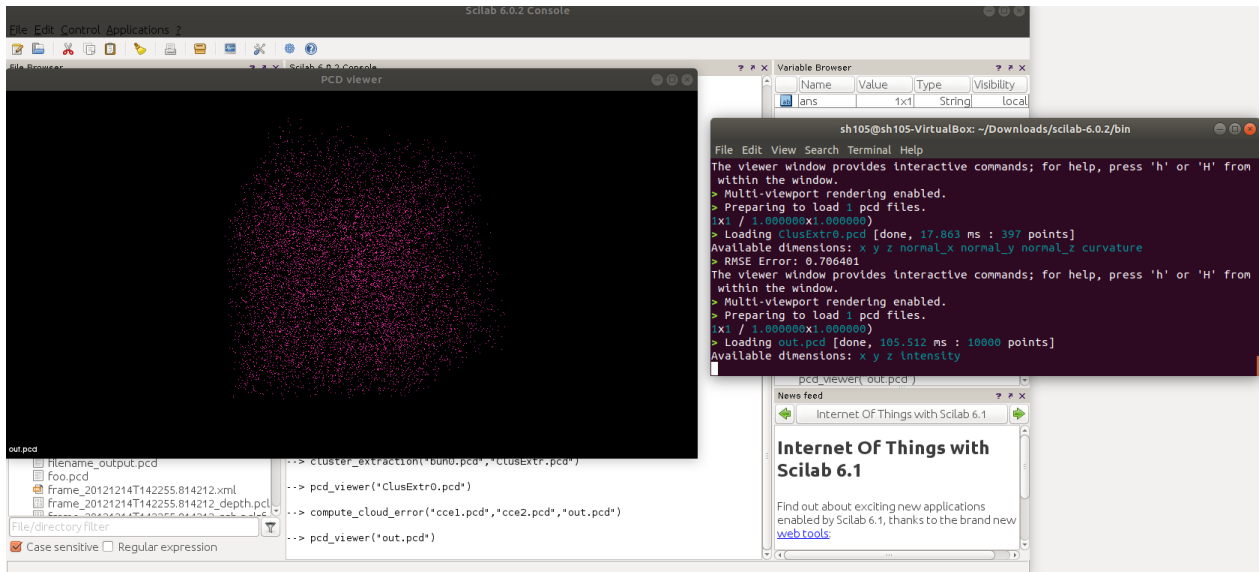 Scilab 6.0.2 Console
File Edit Control Applications ?
File Browser
? ↗ X
Scilab 6.0.2 Console
? ↗ X
Variable Browser
? ↗ X
Name Value Type Visibility
ans 1x1 String local
PCD viewer
out.pcd
sh105@sh105-VirtualBox: ~/Downloads/scilab-6.0.2/bin
File Edit View Search Terminal Help
The viewer window provides interactive commands; for help, press 'h' or 'H' from
within the window.
> Multi-viewport rendering enabled.
> Preparing to load 1 pcd files.
1x1 / 1.000000x1.000000)
> Loading ClusExtr0.pcd [done, 17.863 ms : 397 points]
Available dimensions: x y z normal_x normal_y normal_z curvature
> RMSE Error: 0.706401
The viewer window provides interactive commands; for help, press 'h' or 'H' from
within the window.
> Multi-viewport rendering enabled.
> Preparing to load 1 pcd files.
1x1 / 1.000000x1.000000)
> Loading out.pcd [done, 105.512 ms : 10000 points]
Available dimensions: x y z intensity
pcd_viewer("out.pcd")
filename_output.pcd
foo.pcd
frame_20121214T142255.814212.xml
frame_20121214T142255.814212_depth.pcl
File/directory filter
Case sensitive Regular expression
--> cluster_extraction("bun0.pcd","ClusExtr.pcd")
--> pcd_viewer("ClusExtr0.pcd")
--> compute_cloud_error("cce1.pcd","cce2.pcd","out.pcd")
--> pcd_viewer("out.pcd")
News feed
? ↗ X
Internet Of Things with Scilab 6.1
Internet Of Things with
Scilab 6.1
Find out about exciting new applications
enabled by Scilab 6.1, thanks to the brand new
web tools: